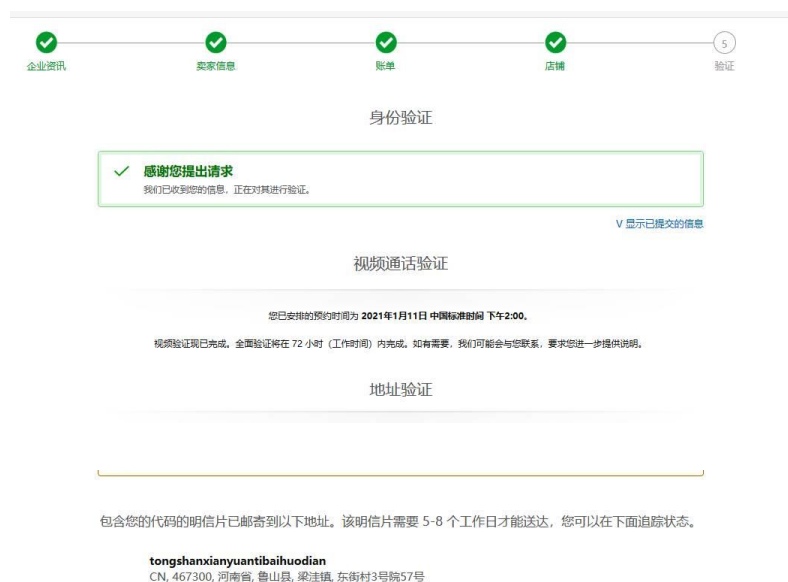 企业资讯 卖家信息 账单 店铺 5 验证
身份验证
感谢您提出请求
我们已收到您的信息，正在对其进行验证。
V 显示已提交的信息
视频通话验证
您已安排的预约时间为 2021年1月11日 中国标准时间 下午2:00。
视频验证现已完成。全面验证将在 72 小时（工作时间）内完成。如有需要，我们可能会与您联系，要求您进一步提供说明。
地址验证
包含您的代码的明信片已邮寄到以下地址。该明信片需要 5-8 个工作日才能送达，您可以在下面追踪状态。
tongshanxianyuantibaihuodian
CN, 467300, 河南省, 鲁山县, 梁洼镇, 东街村3号院57号